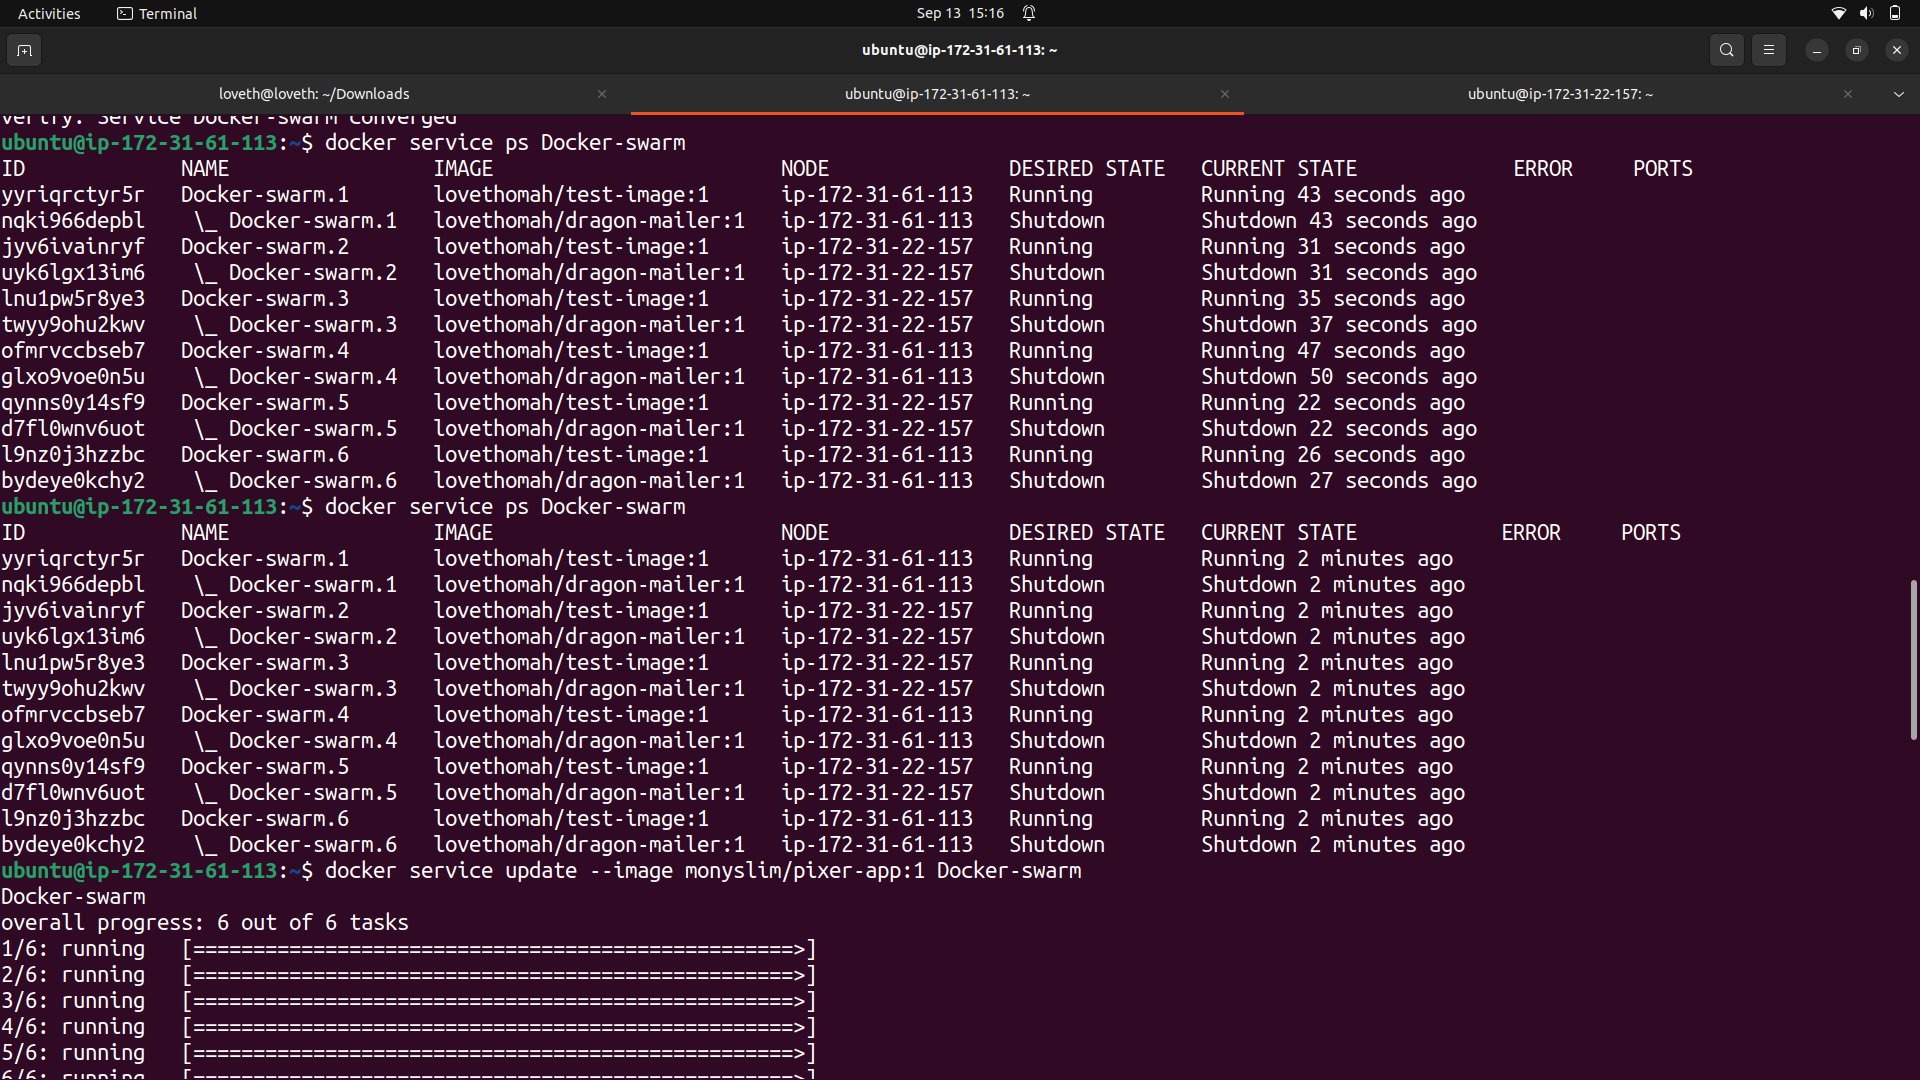 Activities Terminal Sep 13 15:16
ubuntu@ip-172-31-61-113: ~
loveth@loveth: ~/Downloads ubuntu@ip-172-31-61-113: ~ ubuntu@ip-172-31-22-157: ~
verify: Service Docker-swarm converged
ubuntu@ip-172-31-61-113:~$ docker service ps Docker-swarm
ID NAME IMAGE NODE DESIRED STATE CURRENT STATE ERROR PORTS
yyriqrctyr5r Docker-swarm.1 lovethomah/test-image:1 ip-172-31-61-113 Running Running 43 seconds ago
nqki966depbl \_ Docker-swarm.1 lovethomah/dragon-mailer:1 ip-172-31-61-113 Shutdown Shutdown 43 seconds ago
jyv6ivainryf Docker-swarm.2 lovethomah/test-image:1 ip-172-31-22-157 Running Running 31 seconds ago
uyk6lgx13im6 \_ Docker-swarm.2 lovethomah/dragon-mailer:1 ip-172-31-22-157 Shutdown Shutdown 31 seconds ago
lnu1pw5r8ye3 Docker-swarm.3 lovethomah/test-image:1 ip-172-31-22-157 Running Running 35 seconds ago
twyy9ohu2kwv \_ Docker-swarm.3 lovethomah/dragon-mailer:1 ip-172-31-22-157 Shutdown Shutdown 37 seconds ago
ofmrvccbseb7 Docker-swarm.4 lovethomah/test-image:1 ip-172-31-61-113 Running Running 47 seconds ago
glxo9voe0n5u \_ Docker-swarm.4 lovethomah/dragon-mailer:1 ip-172-31-61-113 Shutdown Shutdown 50 seconds ago
qynns0y14sf9 Docker-swarm.5 lovethomah/test-image:1 ip-172-31-22-157 Running Running 22 seconds ago
d7fl0wnv6uot \_ Docker-swarm.5 lovethomah/dragon-mailer:1 ip-172-31-22-157 Shutdown Shutdown 22 seconds ago
l9nz0j3hzzbc Docker-swarm.6 lovethomah/test-image:1 ip-172-31-61-113 Running Running 26 seconds ago
bydeye0kchy2 \_ Docker-swarm.6 lovethomah/dragon-mailer:1 ip-172-31-61-113 Shutdown Shutdown 27 seconds ago
ubuntu@ip-172-31-61-113:~$ docker service ps Docker-swarm
ID NAME IMAGE NODE DESIRED STATE CURRENT STATE ERROR PORTS
yyriqrctyr5r Docker-swarm.1 lovethomah/test-image:1 ip-172-31-61-113 Running Running 2 minutes ago
nqki966depbl \_ Docker-swarm.1 lovethomah/dragon-mailer:1 ip-172-31-61-113 Shutdown Shutdown 2 minutes ago
jyv6ivainryf Docker-swarm.2 lovethomah/test-image:1 ip-172-31-22-157 Running Running 2 minutes ago
uyk6lgx13im6 \_ Docker-swarm.2 lovethomah/dragon-mailer:1 ip-172-31-22-157 Shutdown Shutdown 2 minutes ago
lnu1pw5r8ye3 Docker-swarm.3 lovethomah/test-image:1 ip-172-31-22-157 Running Running 2 minutes ago
twyy9ohu2kwv \_ Docker-swarm.3 lovethomah/dragon-mailer:1 ip-172-31-22-157 Shutdown Shutdown 2 minutes ago
ofmrvccbseb7 Docker-swarm.4 lovethomah/test-image:1 ip-172-31-61-113 Running Running 2 minutes ago
glxo9voe0n5u \_ Docker-swarm.4 lovethomah/dragon-mailer:1 ip-172-31-61-113 Shutdown Shutdown 2 minutes ago
qynns0y14sf9 Docker-swarm.5 lovethomah/test-image:1 ip-172-31-22-157 Running Running 2 minutes ago
d7fl0wnv6uot \_ Docker-swarm.5 lovethomah/dragon-mailer:1 ip-172-31-22-157 Shutdown Shutdown 2 minutes ago
l9nz0j3hzzbc Docker-swarm.6 lovethomah/test-image:1 ip-172-31-61-113 Running Running 2 minutes ago
bydeye0kchy2 \_ Docker-swarm.6 lovethomah/dragon-mailer:1 ip-172-31-61-113 Shutdown Shutdown 2 minutes ago
ubuntu@ip-172-31-61-113:~$ docker service update --image monyslim/pixer-app:1 Docker-swarm
Docker-swarm
overall progress: 6 out of 6 tasks
1/6: running [==================================================>]
2/6: running [==================================================>]
3/6: running [==================================================>]
4/6: running [==================================================>]
5/6: running [==================================================>]
6/6: running [==================================================>]